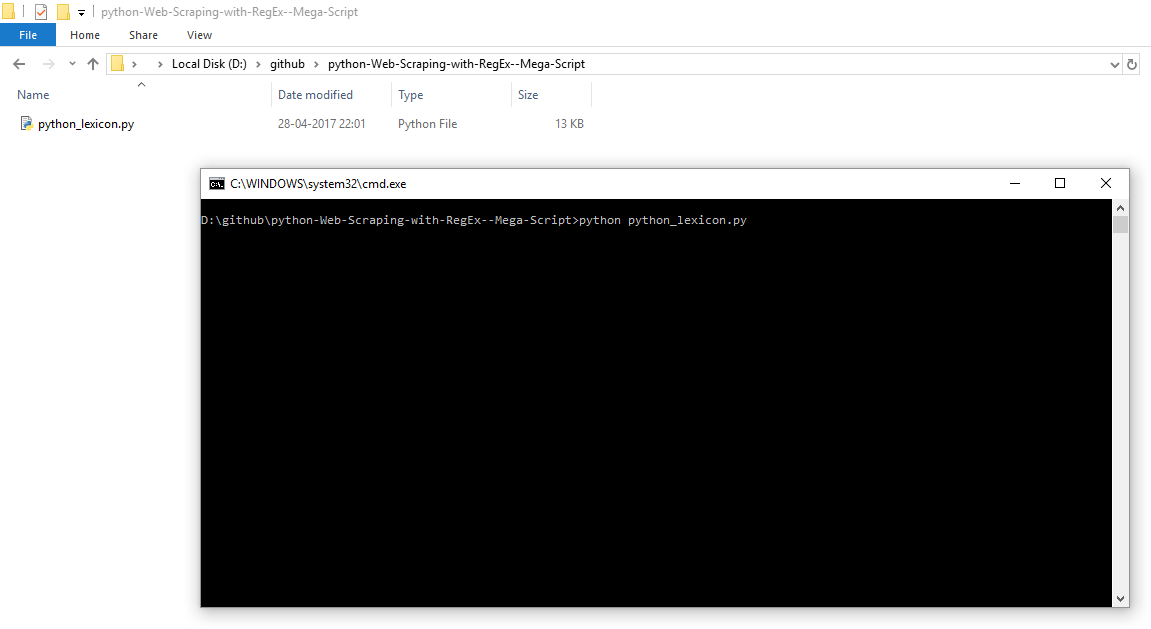 python-Web-Scraping-with-RegEx--Mega-Script
File Home Share View
Local Disk (D:) github python-Web-Scraping-with-RegEx--Mega-Script
Name Date modified Type Size
python_lexicon.py 28-04-2017 22:01 Python File 13 KB
C:\WINDOWS\system32\cmd.exe
D:\github\python-Web-Scraping-with-RegEx--Mega-Script>python python_lexicon.py